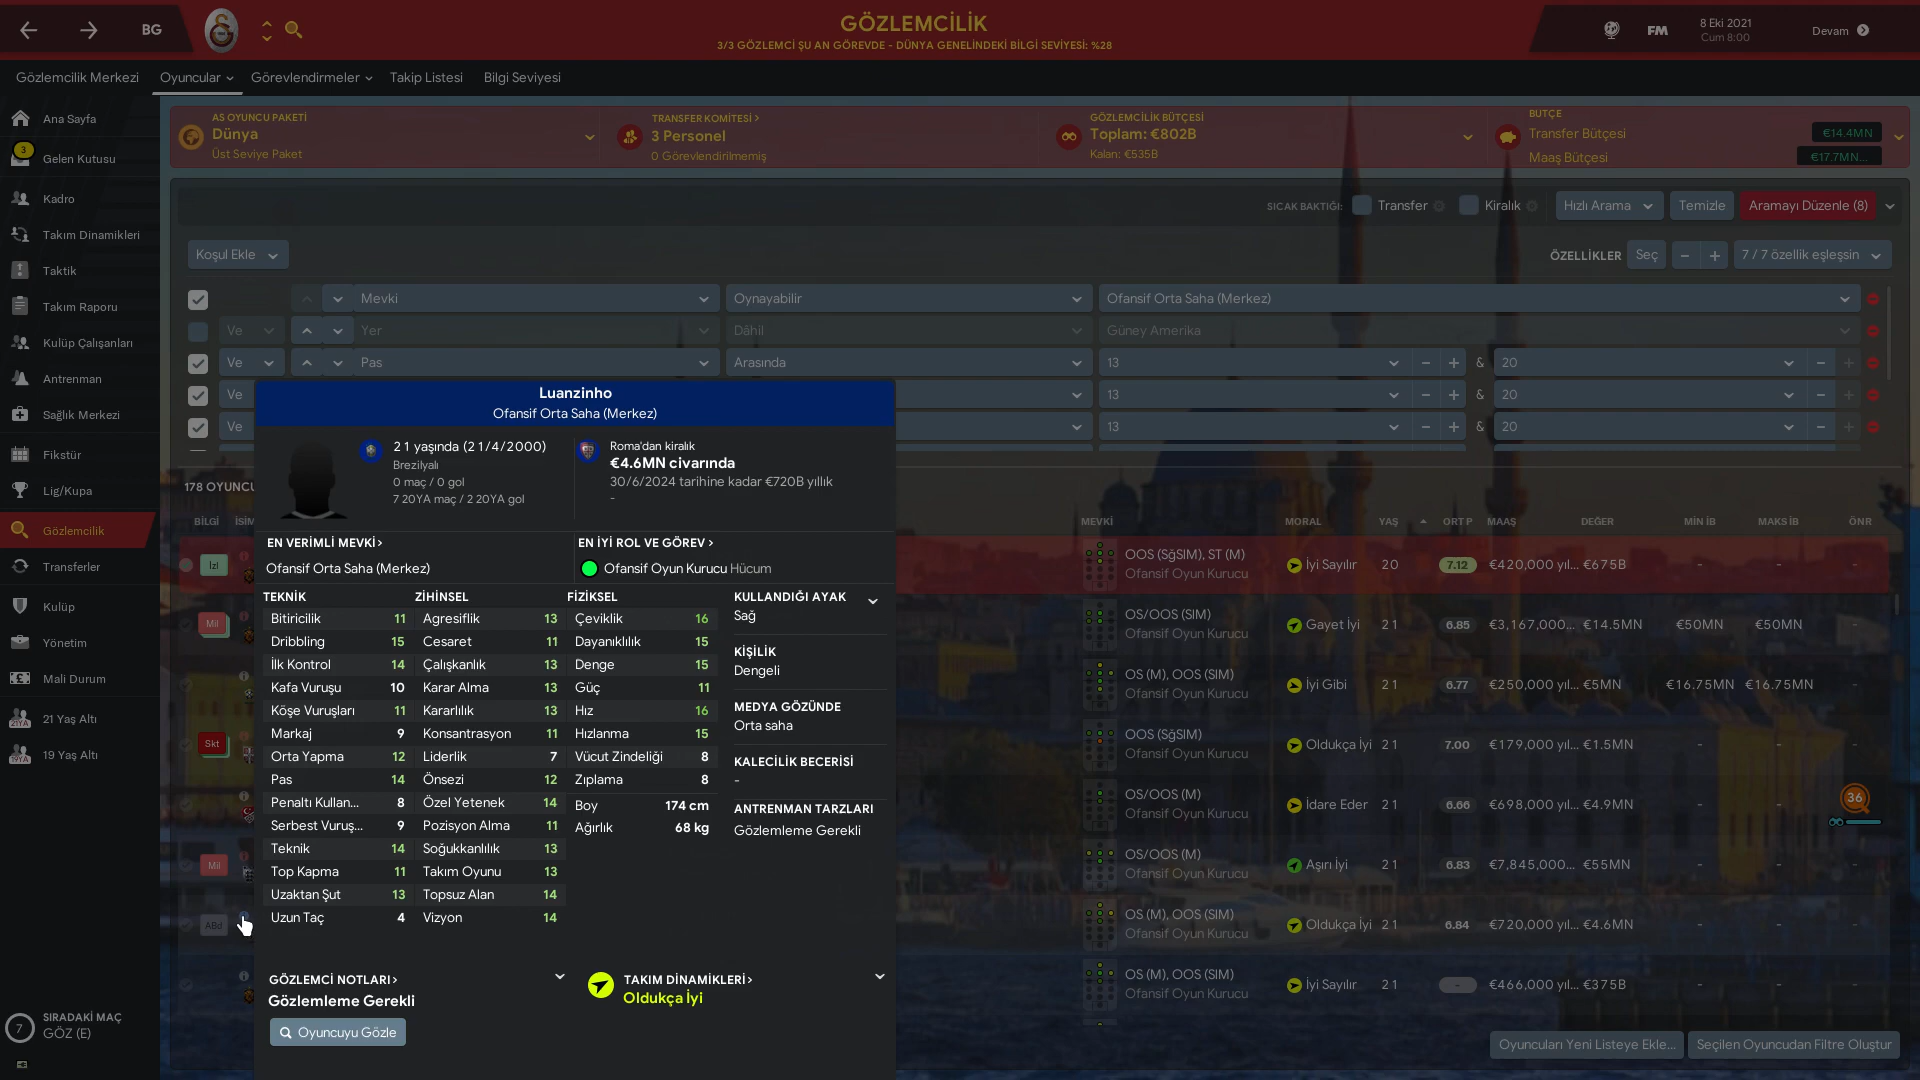 BG
GÖZLEMCİLİK
3/3 GÖZLEMCİ ŞU AN GÖREVDE - DÜNYA GENELİNDEKİ BİLGİ SEVİYESİ: %28
FM
8 Eki 2021
Cum 8:00
Devam
Gözlemcilik Merkezi
Oyuncular
Görevlendirmeler
Takip Listesi
Bilgi Seviyesi
Ana Sayfa
3
Gelen Kutusu
Kadro
Takım Dinamikleri
Taktik
Takım Raporu
Kulüp Çalışanları
Antrenman
Sağlık Merkezi
Fikstür
Lig/Kupa
Gözlemcilik
Transferler
Kulüp
Yönetim
Mali Durum
21YA
21 Yaş Altı
19YA
19 Yaş Altı
7
SIRADAKİ MAÇ
GÖZ (E)
AS OYUNCU PAKETİ
Dünya
Üst Seviye Paket
TRANSFER KOMİTESİ >
3 Personel
0 Görevlendirilmemiş
GÖZLEMCİLİK BÜTÇESİ
Toplam: €802B
Kalan: €535B
BÜTÇE
Transfer Bütçesi €14.4MN
Maaş Bütçesi €17.7MN...
SICAK BAKTIĞI: Transfer Kiralık Hızlı Arama Temizle Aramayı Düzenle (8)
Koşul Ekle
ÖZELLİKLER Seç - + 7 / 7 özellik eşleşsin
Mevki Oynayabilir Ofansif Orta Saha (Merkez)
Ve Yer Dâhil Güney Amerika
Ve Pas Arasında 13 - + & 20 - +
Ve 13 - + & 20 - +
Ve 13 - + & 20 - +
178 OYUNCU
BİLGİ İSİM
MEVKİ MORAL YAŞ ORT P MAAŞ DEĞER MİN İB MAKS İB ÖNR
İzl
OOS (SğSIM), ST (M)
Ofansif Oyun Kurucu
İyi Sayılır 20 7.12 €420,000 yıl... €675B - - -
Mil
OS/OOS (SIM)
Ofansif Oyun Kurucu
Gayet İyi 21 6.85 €3,167,000... €14.5MN €50MN €50MN -
OS (M), OOS (SIM)
Ofansif Oyun Kurucu
İyi Gibi 21 6.77 €250,000 yıl... €5MN €16.75MN €16.75MN -
Skt
OOS (SğSIM)
Ofansif Oyun Kurucu
Oldukça İyi 21 7.00 €179,000 yıl... €1.5MN - - -
OS/OOS (M)
Ofansif Oyun Kurucu
İdare Eder 21 6.66 €698,000 yıl... €4.9MN - - -
36
Mil
OS/OOS (M)
Ofansif Oyun Kurucu
Aşırı İyi 21 6.83 €7,845,000... €55MN - - -
ABd
OS (M), OOS (SIM)
Ofansif Oyun Kurucu
Oldukça İyi 21 6.84 €720,000 yıl... €4.6MN - - -
OS (M), OOS (SIM)
Ofansif Oyun Kurucu
İyi Sayılır 21 - €466,000 yıl... €375B - - -
Oyuncuları Yeni Listeye Ekle...
Seçilen Oyuncudan Filtre Oluştur
Luanzinho
Ofansif Orta Saha (Merkez)
21 yaşında (21/4/2000)
Brezilyalı
0 maç / 0 gol
7 20YA maç / 2 20YA gol
Roma'dan kiralık
€4.6MN civarında
30/6/2024 tarihine kadar €720B yıllık
-
EN VERİMLİ MEVKİ>
Ofansif Orta Saha (Merkez)
EN İYİ ROL VE GÖREV >
Ofansif Oyun Kurucu Hücum
TEKNİK
Bitiricilik 11
Dribbling 15
İlk Kontrol 14
Kafa Vuruşu 10
Köşe Vuruşları 11
Markaj 9
Orta Yapma 12
Pas 14
Penaltı Kullan... 8
Serbest Vuruş... 9
Teknik 14
Top Kapma 11
Uzaktan Şut 13
Uzun Taç 4
ZİHİNSEL
Agresiflik 13
Cesaret 11
Çalışkanlık 13
Karar Alma 13
Kararlılık 13
Konsantrasyon 11
Liderlik 7
Önsezi 12
Özel Yetenek 14
Pozisyon Alma 11
Soğukkanlılık 13
Takım Oyunu 13
Topsuz Alan 14
Vizyon 14
FİZİKSEL
Çeviklik 16
Dayanıklılık 15
Denge 15
Güç 11
Hız 16
Hızlanma 15
Vücut Zindeliği 8
Zıplama 8
Boy 174 cm
Ağırlık 68 kg
KULLANDIĞI AYAK
Sağ
KİŞİLİK
Dengeli
MEDYA GÖZÜNDE
Orta saha
KALECİLİK BECERİSİ
-
ANTRENMAN TARZLARI
Gözlemleme Gerekli
GÖZLEMCİ NOTLARI>
Gözlemleme Gerekli
Oyuncuyu Gözle
TAKIM DİNAMİKLERİ>
Oldukça İyi